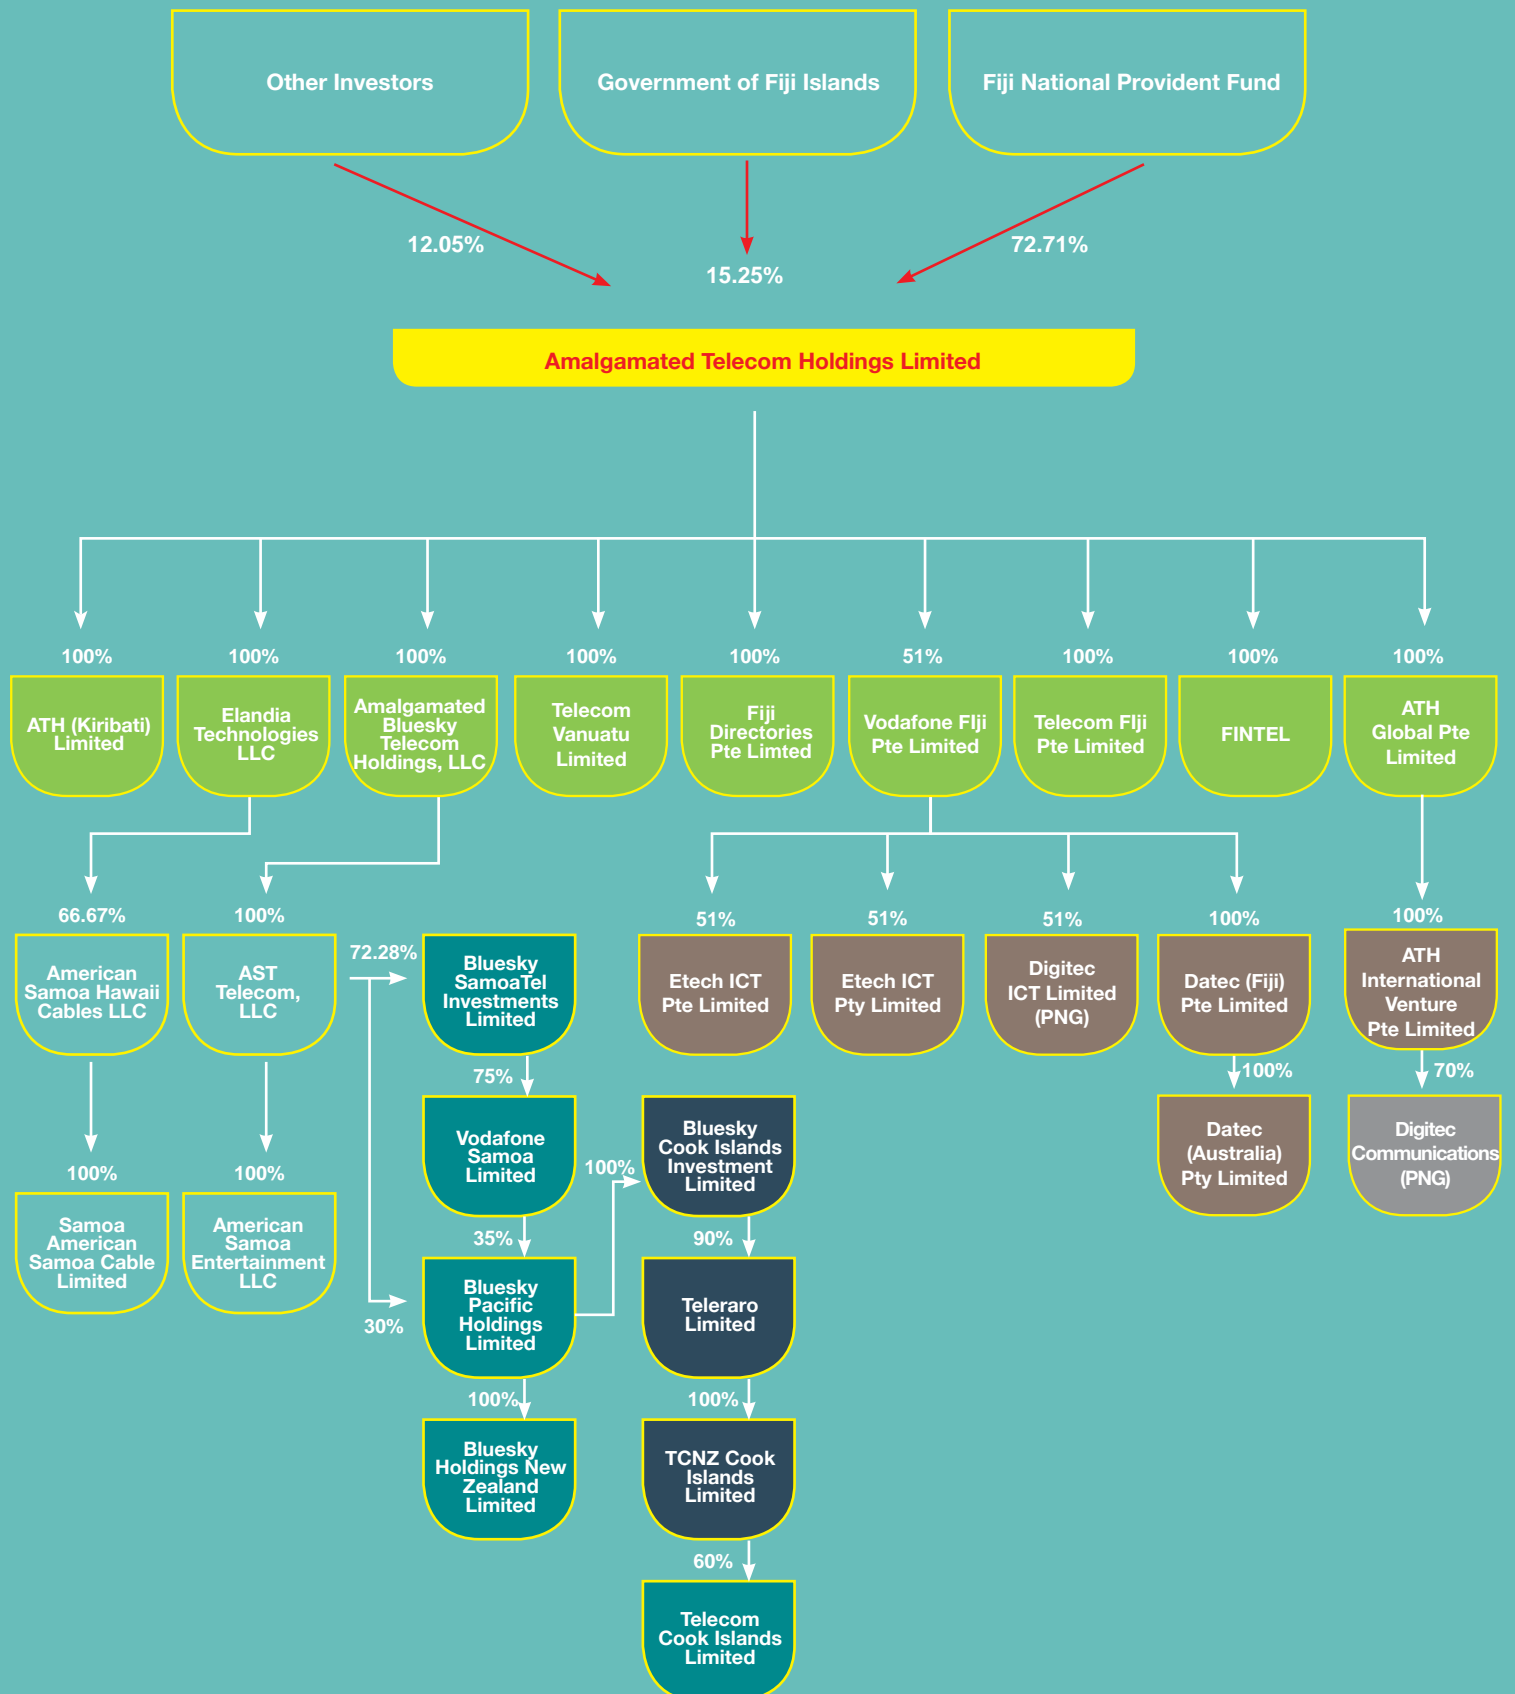 Other Investors
Government of Fiji Islands
Fiji National Provident Fund
12.05%
15.25%
72.71%
Amalgamated Telecom Holdings Limited
100%
100%
100%
100%
100%
51%
100%
100%
100%
ATH (Kiribati)
Limited
Elandia
Technologies
LLC
Amalgamated
Bluesky
Telecom
Holdings, LLC
Telecom
Vanuatu
Limited
Fiji
Directories
Pte Limted
Vodafone FIji
Pte Limited
Telecom FIji
Pte Limited
FINTEL
ATH
Global Pte
Limited
66.67%
100%
51%
51%
51%
100%
100%
American
Samoa Hawaii
Cables LLC
AST
Telecom,
LLC
72.28%
Bluesky
SamoaTel
Investments
Limited
Etech ICT
Pte Limited
Etech ICT
Pty Limited
Digitec
ICT Limited
(PNG)
Datec (Fiji)
Pte Limited
ATH
International
Venture
Pte Limited
75%
100%
70%
Vodafone
Samoa
Limited
100%
Bluesky
Cook Islands
Investment
Limited
Datec
(Australia)
Pty Limited
Digitec
Communications
(PNG)
100%
100%
Samoa
American
Samoa Cable
Limited
American
Samoa
Entertainment
LLC
35%
90%
30%
Bluesky
Pacific
Holdings
Limited
Teleraro
Limited
100%
100%
Bluesky
Holdings New
Zealand
Limited
TCNZ Cook
Islands
Limited
60%
Telecom
Cook Islands
Limited